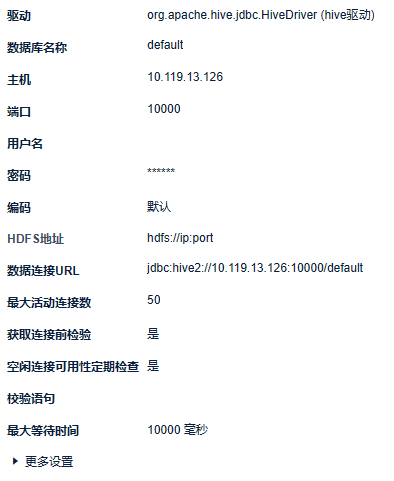 驱动 org.apache.hive.jdbc.HiveDriver (hive驱动)
数据库名称 default
主机 10.119.13.126
端口 10000
用户名
密码 ******
编码 默认
HDFS地址 hdfs://ip:port
数据连接URL jdbc:hive2://10.119.13.126:10000/default
最大活动连接数 50
获取连接前检验 是
空闲连接可用性定期检查 是
校验语句
最大等待时间 10000 毫秒
更多设置